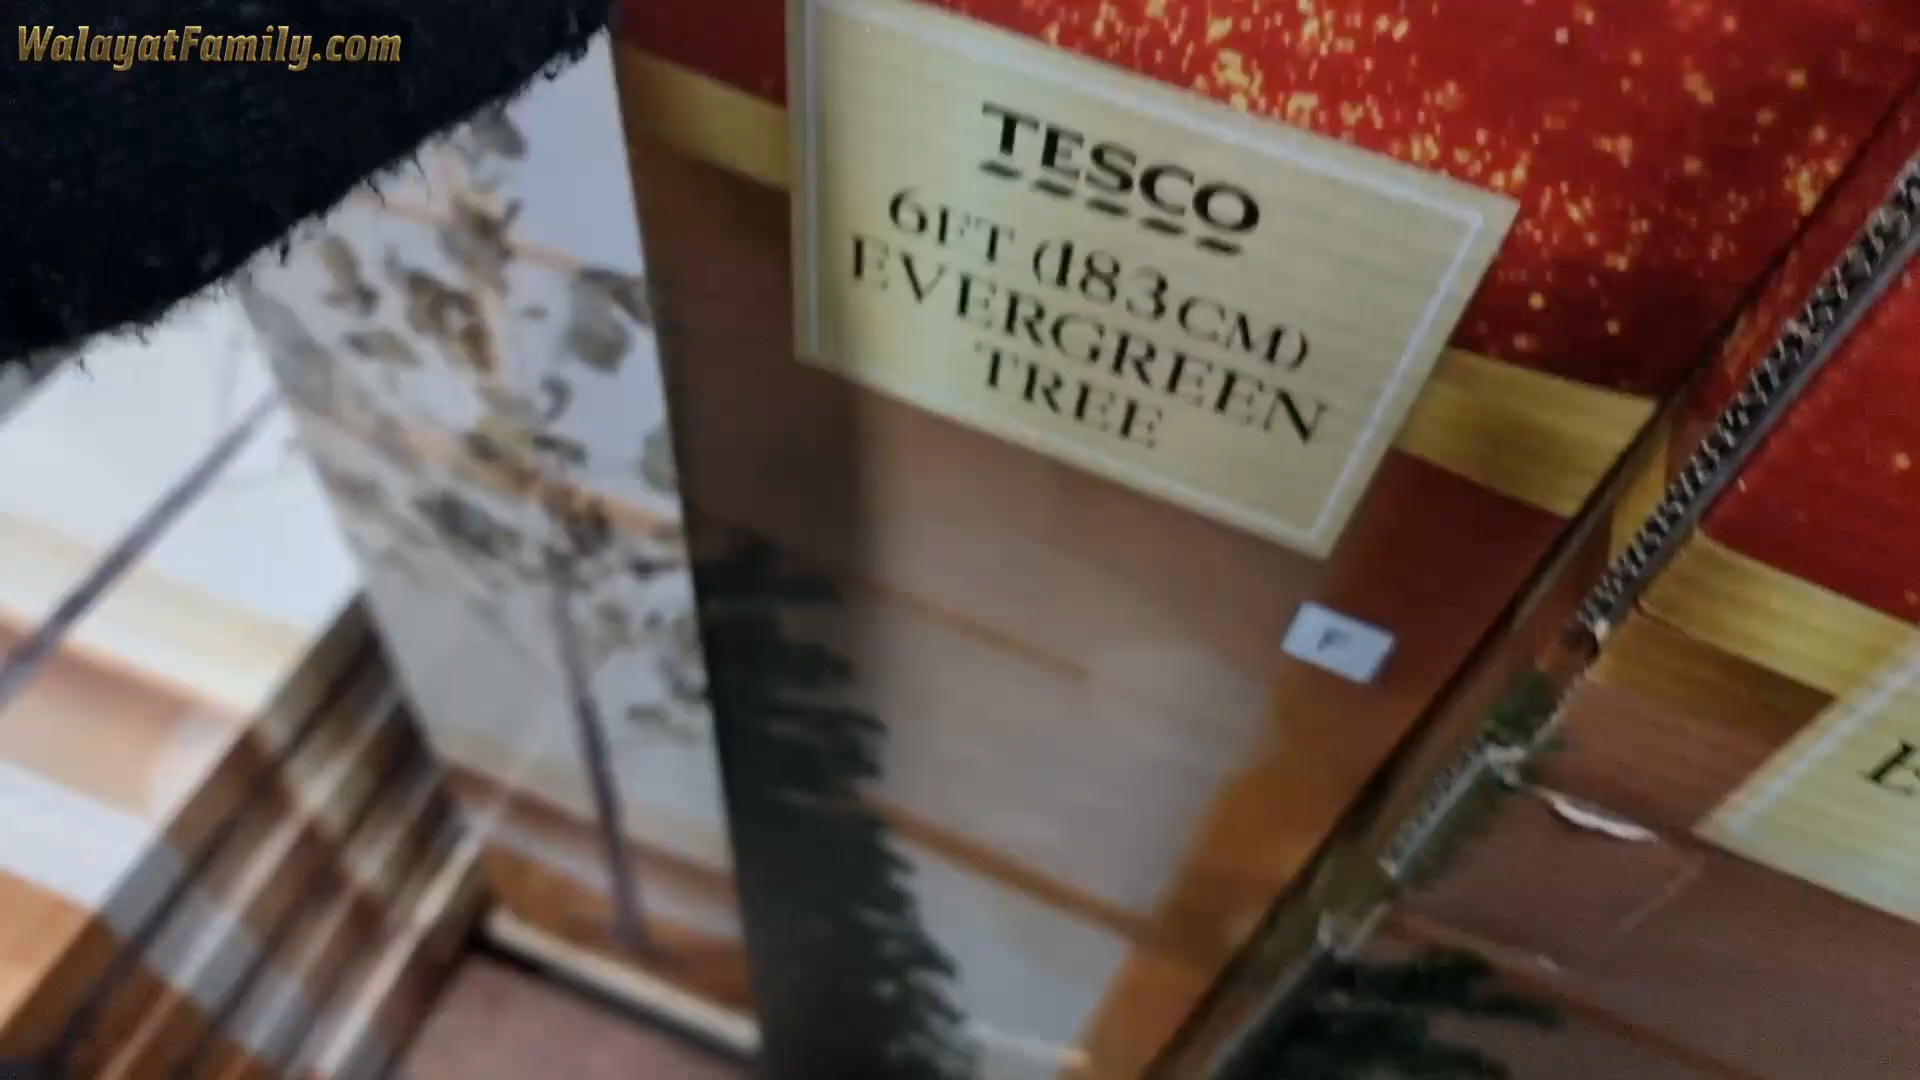 WalayatFamily.com
TESCO
6FT (183CM)
EVERGREEN
TREE
F
E